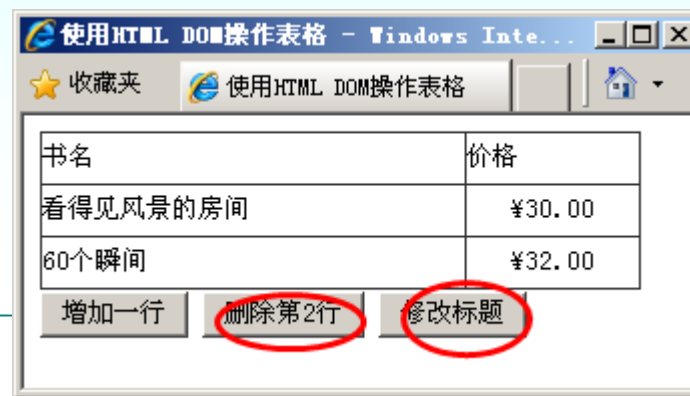 使用HTML DOM操作表格 - Windows Inte...
收藏夹 使用HTML DOM操作表格
书名 价格
看得见风景的房间 ¥30.00
60个瞬间 ¥32.00
增加一行 删除第2行 修改标题